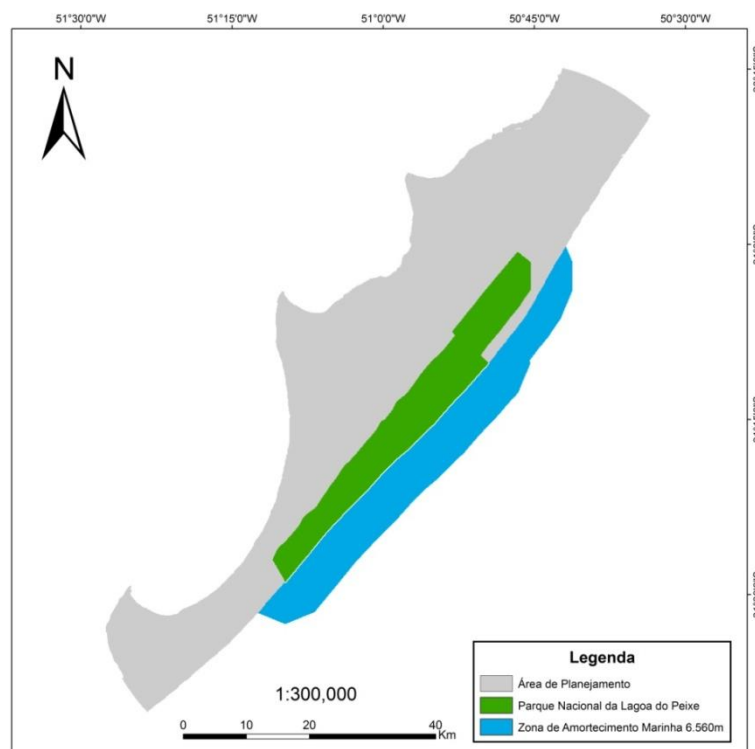 51°30'0"W 51°15'0"W 51°0'0"W 50°45'0"W 50°30'0"W
N
1:300,000
0 10 20 30 40
Km
Legenda
Área de Planejamento
Parque Nacional da Lagoa do Peixe
Zona de Amortecimento Marinha 6.560m